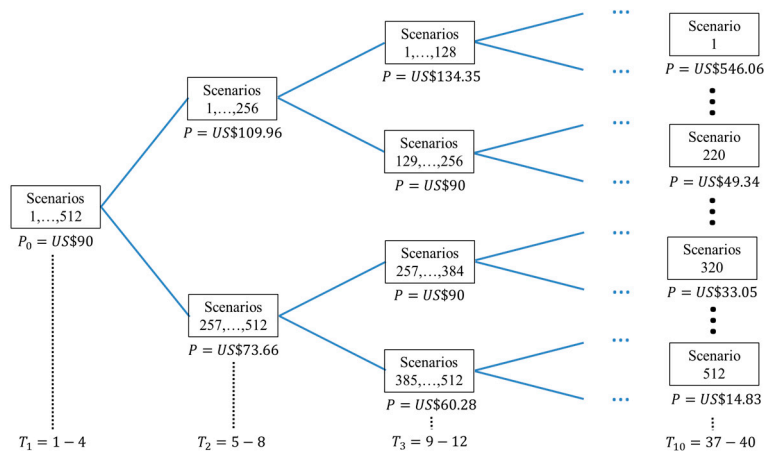 Scenarios
1,...,512
P₀ = US$90
T₁ = 1 − 4
Scenarios
1,...,256
P = US$109.96
Scenarios
257,...,512
P = US$73.66
T₂ = 5 − 8
Scenarios
1,...,128
P = US$134.35
Scenarios
129,...,256
P = US$90
Scenarios
257,...,384
P = US$90
Scenarios
385,...,512
P = US$60.28
T₃ = 9 − 12
...
...
...
...
...
...
...
...
Scenario
1
P = US$546.06
Scenario
220
P = US$49.34
Scenarios
320
P = US$33.05
Scenario
512
P = US$14.83
T₁₀ = 37 − 40